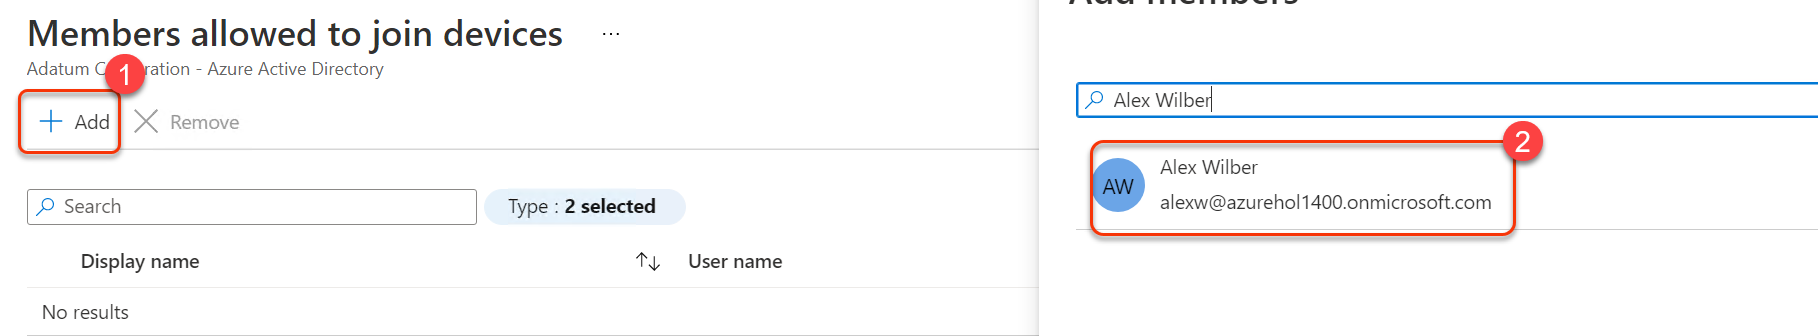 Members allowed to join devices ...
Adatum C ration - Azure Active Directory
1
Add
Remove
Search
Type : 2 selected
Display name
User name
No results
Alex Wilber
2
AW
Alex Wilber
alexw@azurehol1400.onmicrosoft.com